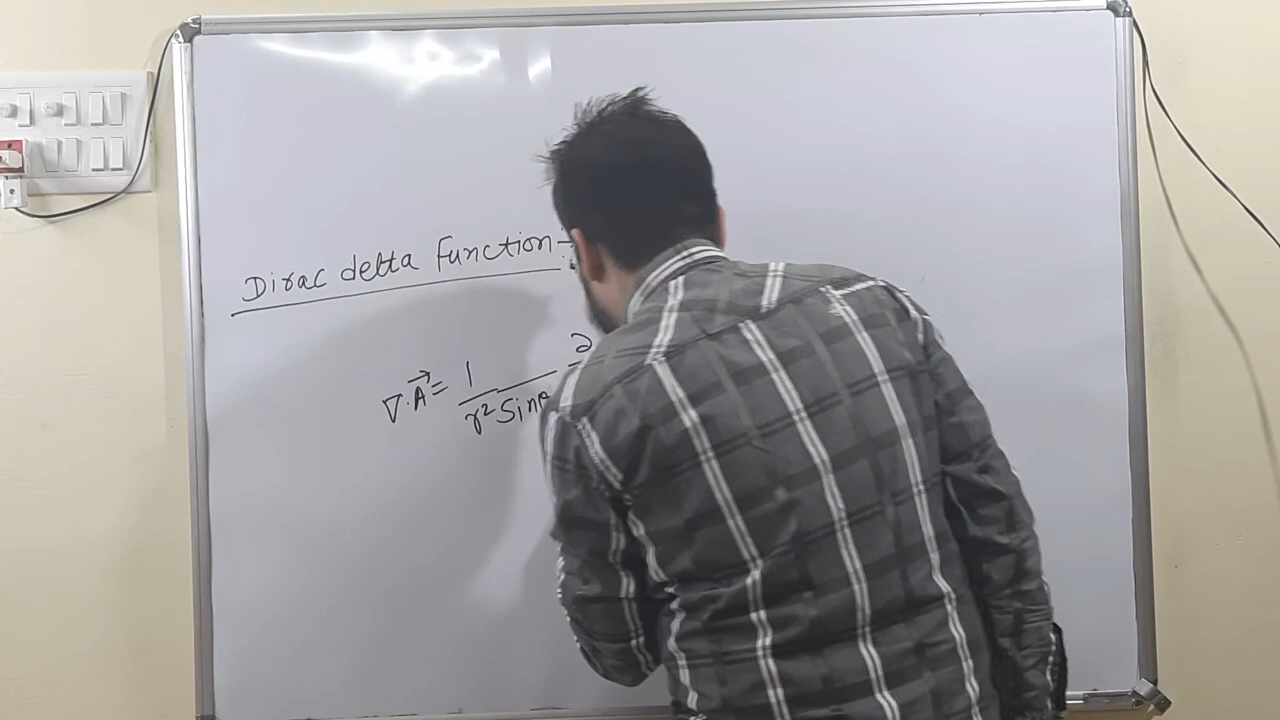 Dirac delta function :-
∇·A⃗ = 1/r² Sinθ ∂